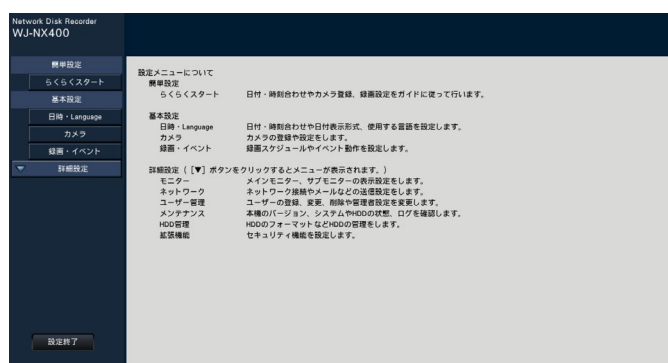 Network Disk Recorder
WJ-NX400
簡単設定
らくらくスタート
基本設定
日時・Language
カメラ
録画・イベント
▼ 詳細設定
設定終了
設定メニューについて
簡単設定
らくらくスタート 日付・時刻合わせやカメラ登録、録画設定をガイドに従って行います。
基本設定
日時・Language 日付・時刻合わせや日付表示形式、使用する言語を設定します。
カメラ カメラの登録や設定をします。
録画・イベント 録画スケジュールやイベント動作を設定します。
詳細設定（［▼］ボタンをクリックするとメニューが表示されます。）
モニター メインモニター、サブモニターの表示設定をします。
ネットワーク ネットワーク接続やメールなどの送信設定をします。
ユーザー管理 ユーザーの登録、変更、削除や管理者設定を変更します。
メンテナンス 本機のバージョン、システムやHDDの状態、ログを確認します。
HDD管理 HDDのフォーマットなどHDDの管理をします。
拡張機能 セキュリティ機能を設定します。